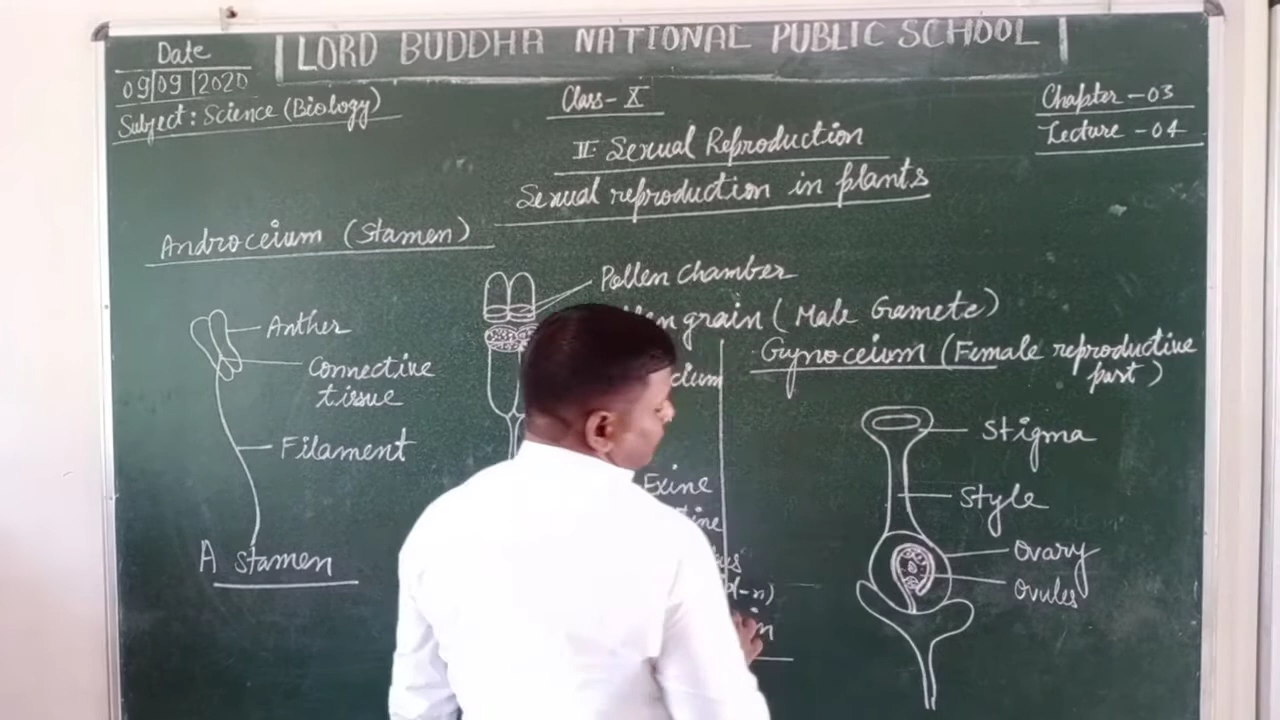 Date
LORD BUDDHA NATIONAL PUBLIC SCHOOL
09/09/2020
Subject: Science (Biology)
Class - X
Chapter - 03
Lecture - 04
II. Sexual Reproduction
Sexual reproduction in plants
Androceium (Stamen)
Pollen Chamber
grain (Male Gamete)
Anther
Connective
tissue
Filament
A stamen
Exine
Gynoceium (Female reproductive
part)
Stigma
Style
Ovary
Ovules